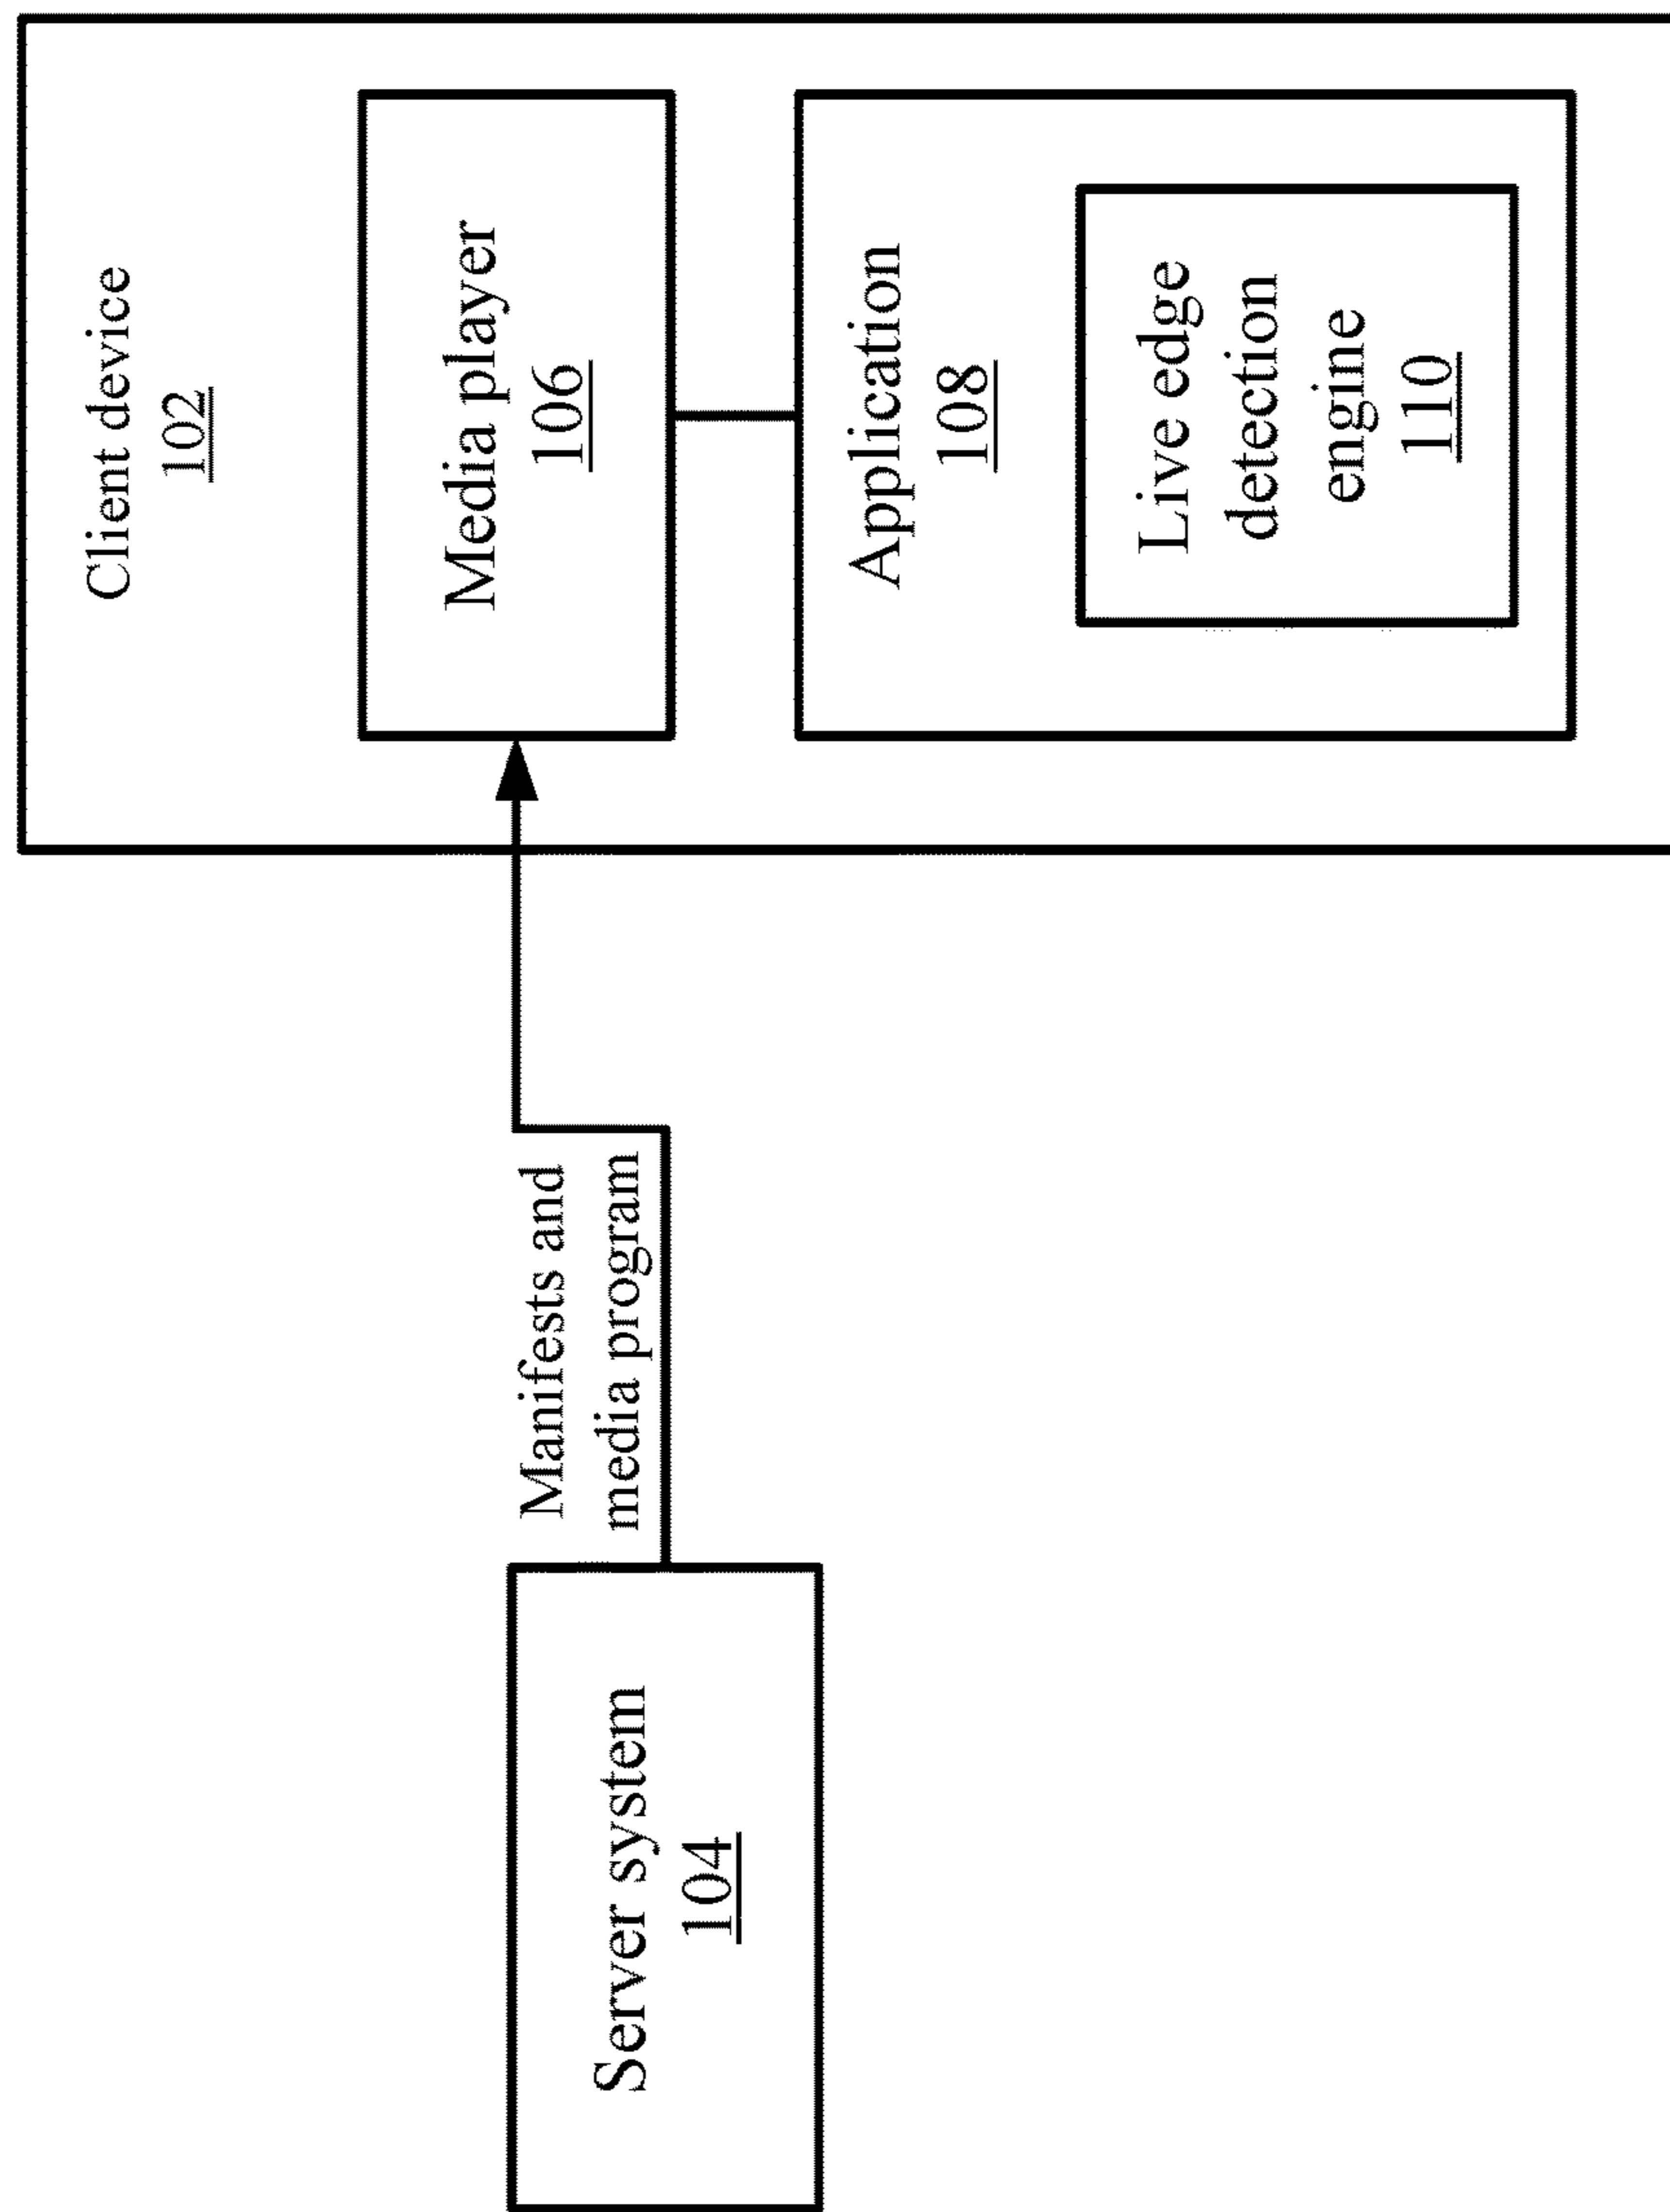 Client device
102
Media player
106
Application
108
Live edge
detection
engine
110
Manifests and
media program
Server system
104